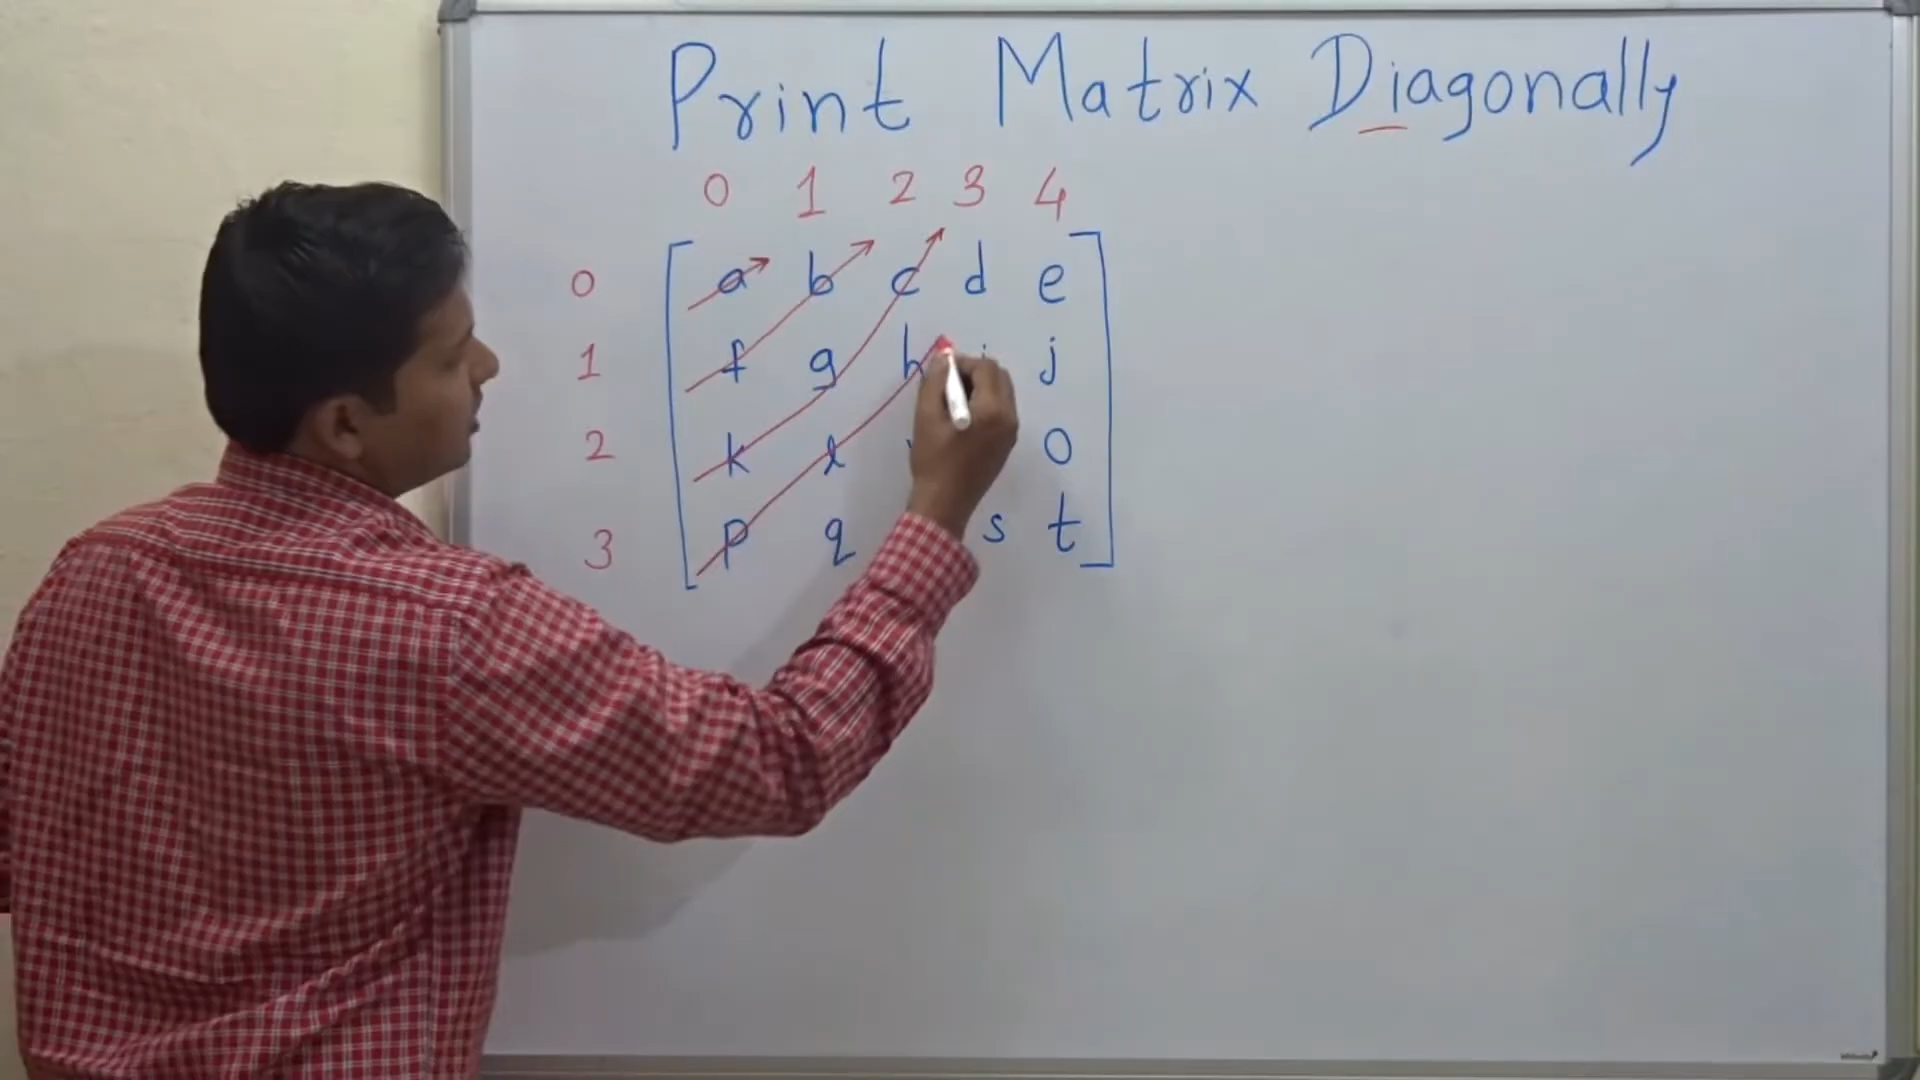 Print Matrix Diagonally
0 1 2 3 4
0 a b c d e
1 f g h j
2 k l o
3 p q s t